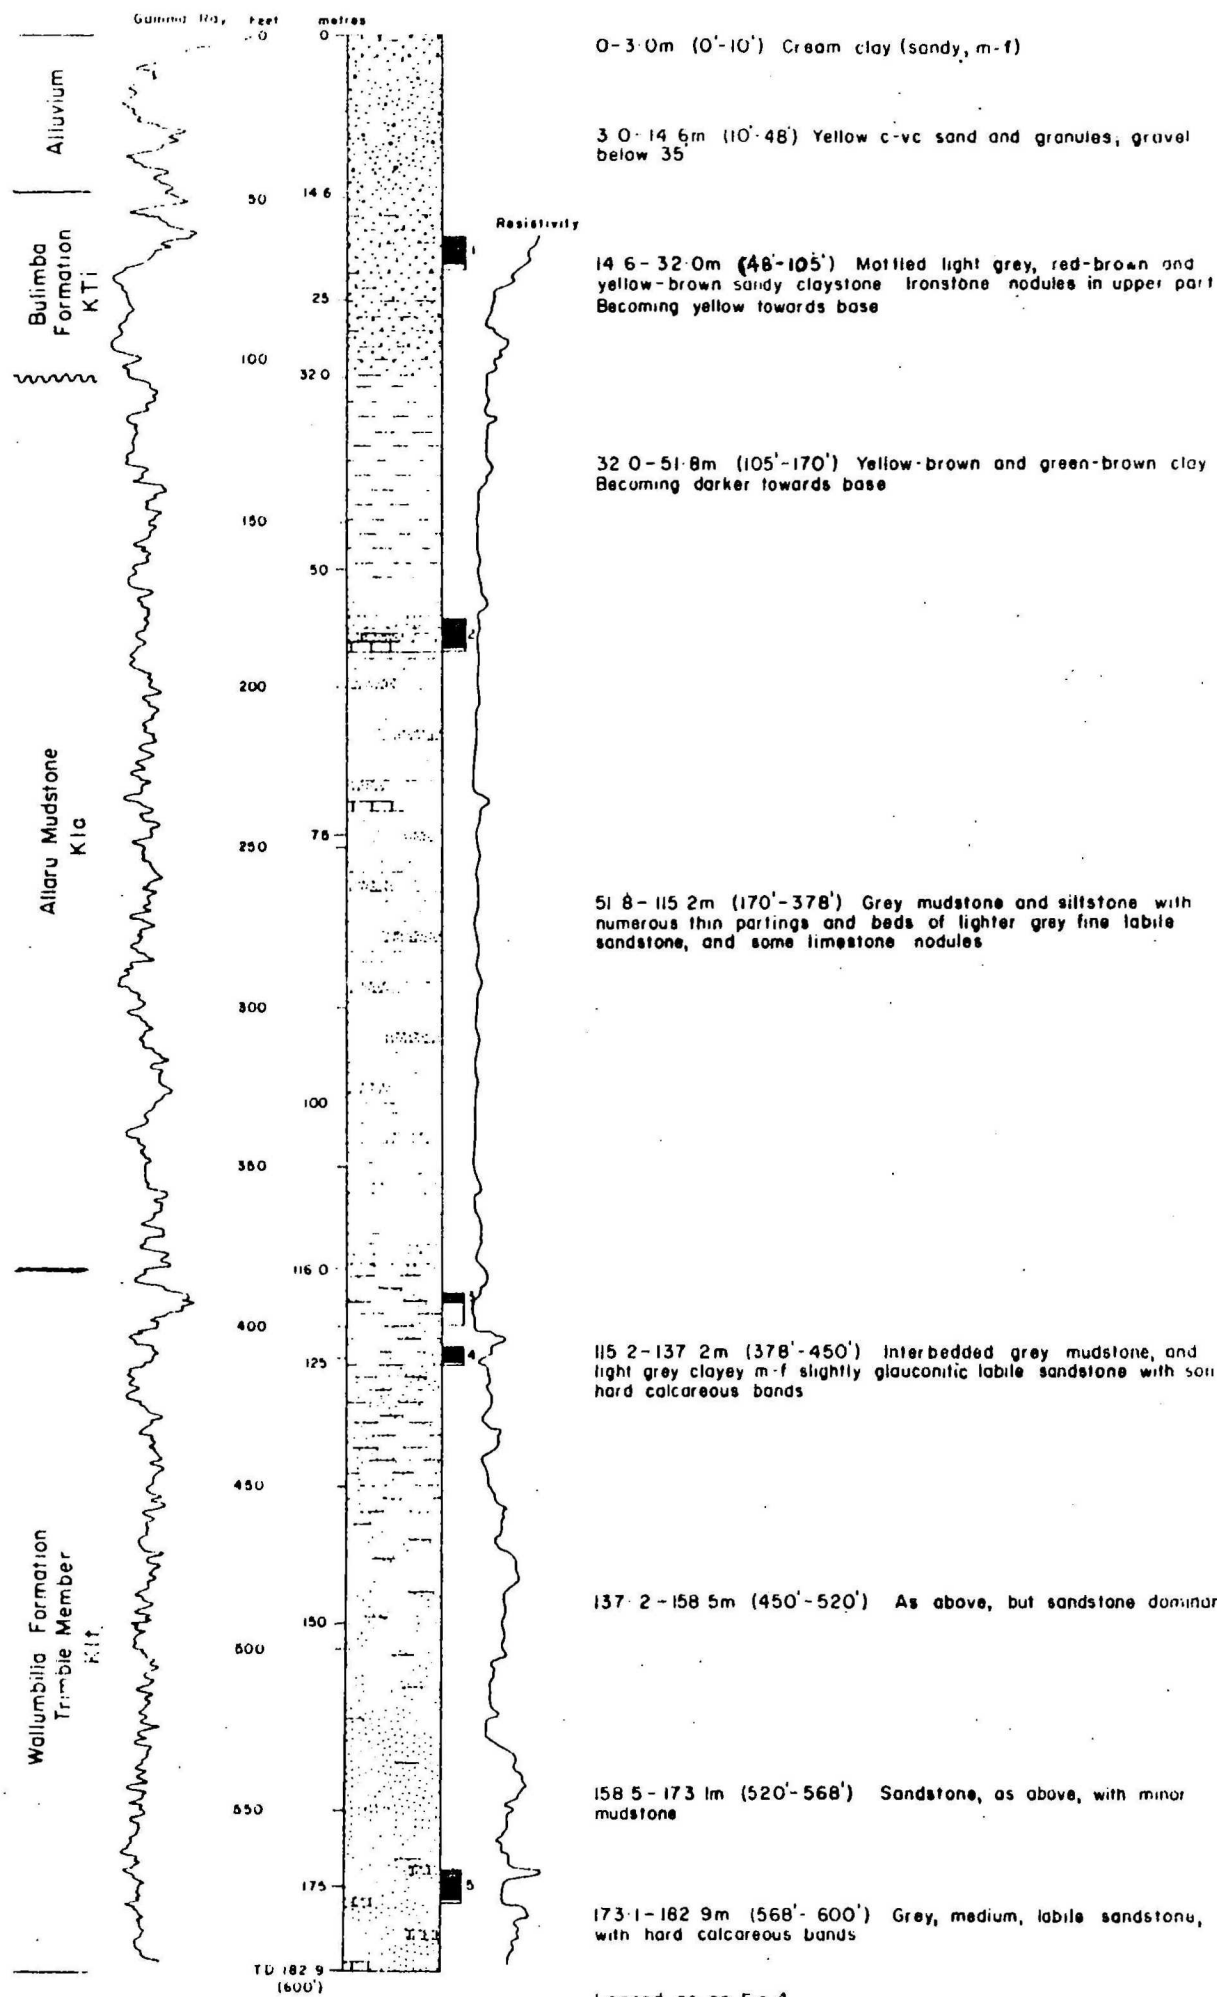 Gamma Ray Feet metres
0 0
0-3·0m (0'-10') Cream clay (sandy, m-f)
Alluvium
3 0-14 6m (10'-48') Yellow c-vc sand and granules; gravel
below 35'
50 14 6
Resistivity
1
Bulimba
Formation
KTi
14 6-32·0m (48'-105') Mottled light grey, red-brown and
yellow-brown sandy claystone Ironstone nodules in upper part
Becoming yellow towards base
25
100
32 0
32 0-51·8m (105'-170') Yellow-brown and green-brown clay
Becoming darker towards base
150
50
2
200
Allaru Mudstone
Kla
75
250
51 8-115 2m (170'-378') Grey mudstone and siltstone with
numerous thin partings and beds of lighter grey fine labile
sandstone, and some limestone nodules
300
100
350
116 0
3
400
4
125
115 2-137 2m (378'-450') Interbedded grey mudstone, and
light grey clayey m-f slightly glauconitic labile sandstone with
hard calcareous bands
450
Wallumbilla Formation
Trimble Member
Klt
137·2-158 5m (450'-520') As above, but sandstone
150
500
158 5-173 1m (520'-568') Sandstone, as above, with minor
mudstone
550
175
5
173·1-182 9m (568'-600') Grey, medium, labile sandstone,
with hard calcareous bands
TD 182 9
(600')